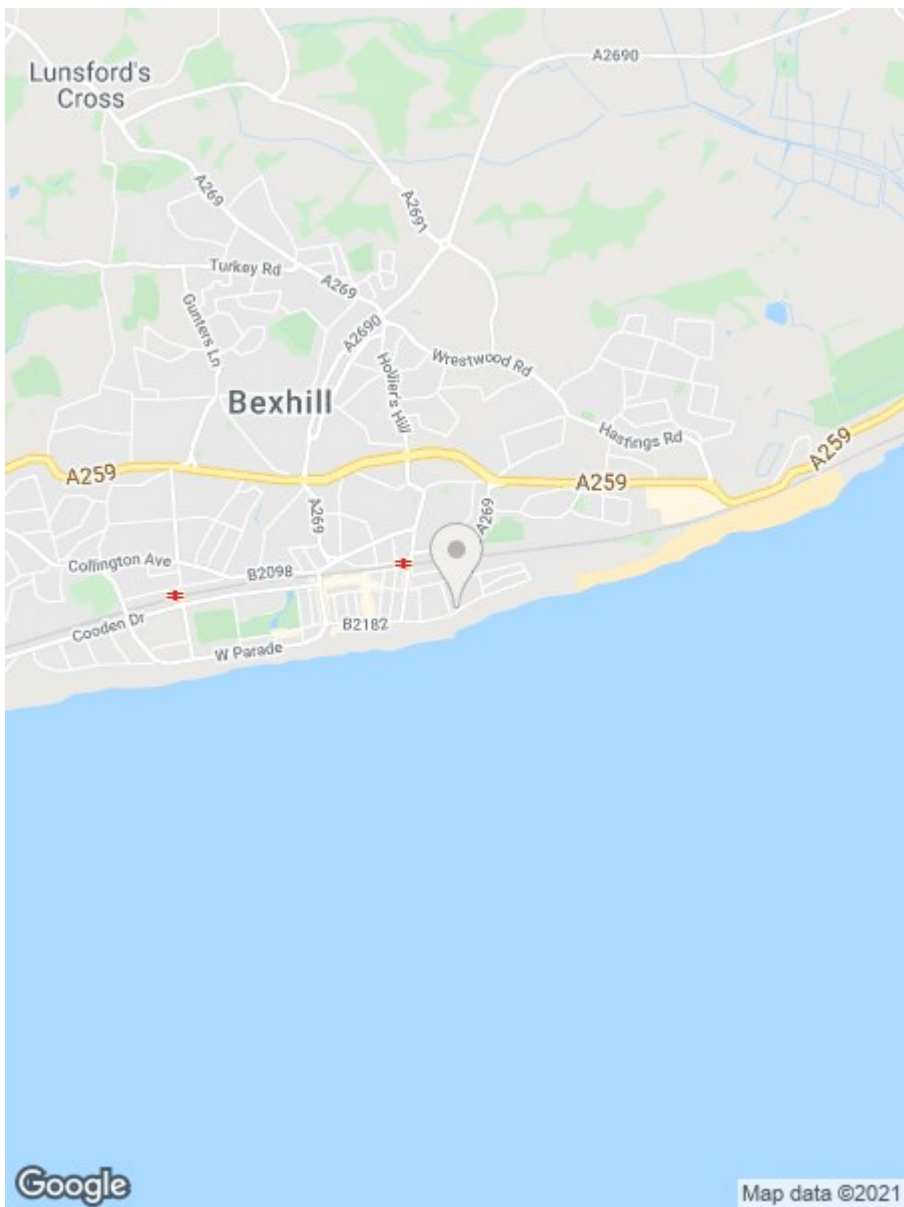 A2690
Lunsford's
Cross
A269
A2691
Turkey Rd
A269
Gunters Ln
A2690
Wrestwood Rd
Hollier's Hill
Bexhill
Hastings Rd
A259
A259
A259
A269
A269
Collington Ave
B2098
Cooden Dr
B2182
W Parade
Google
Map data ©2021